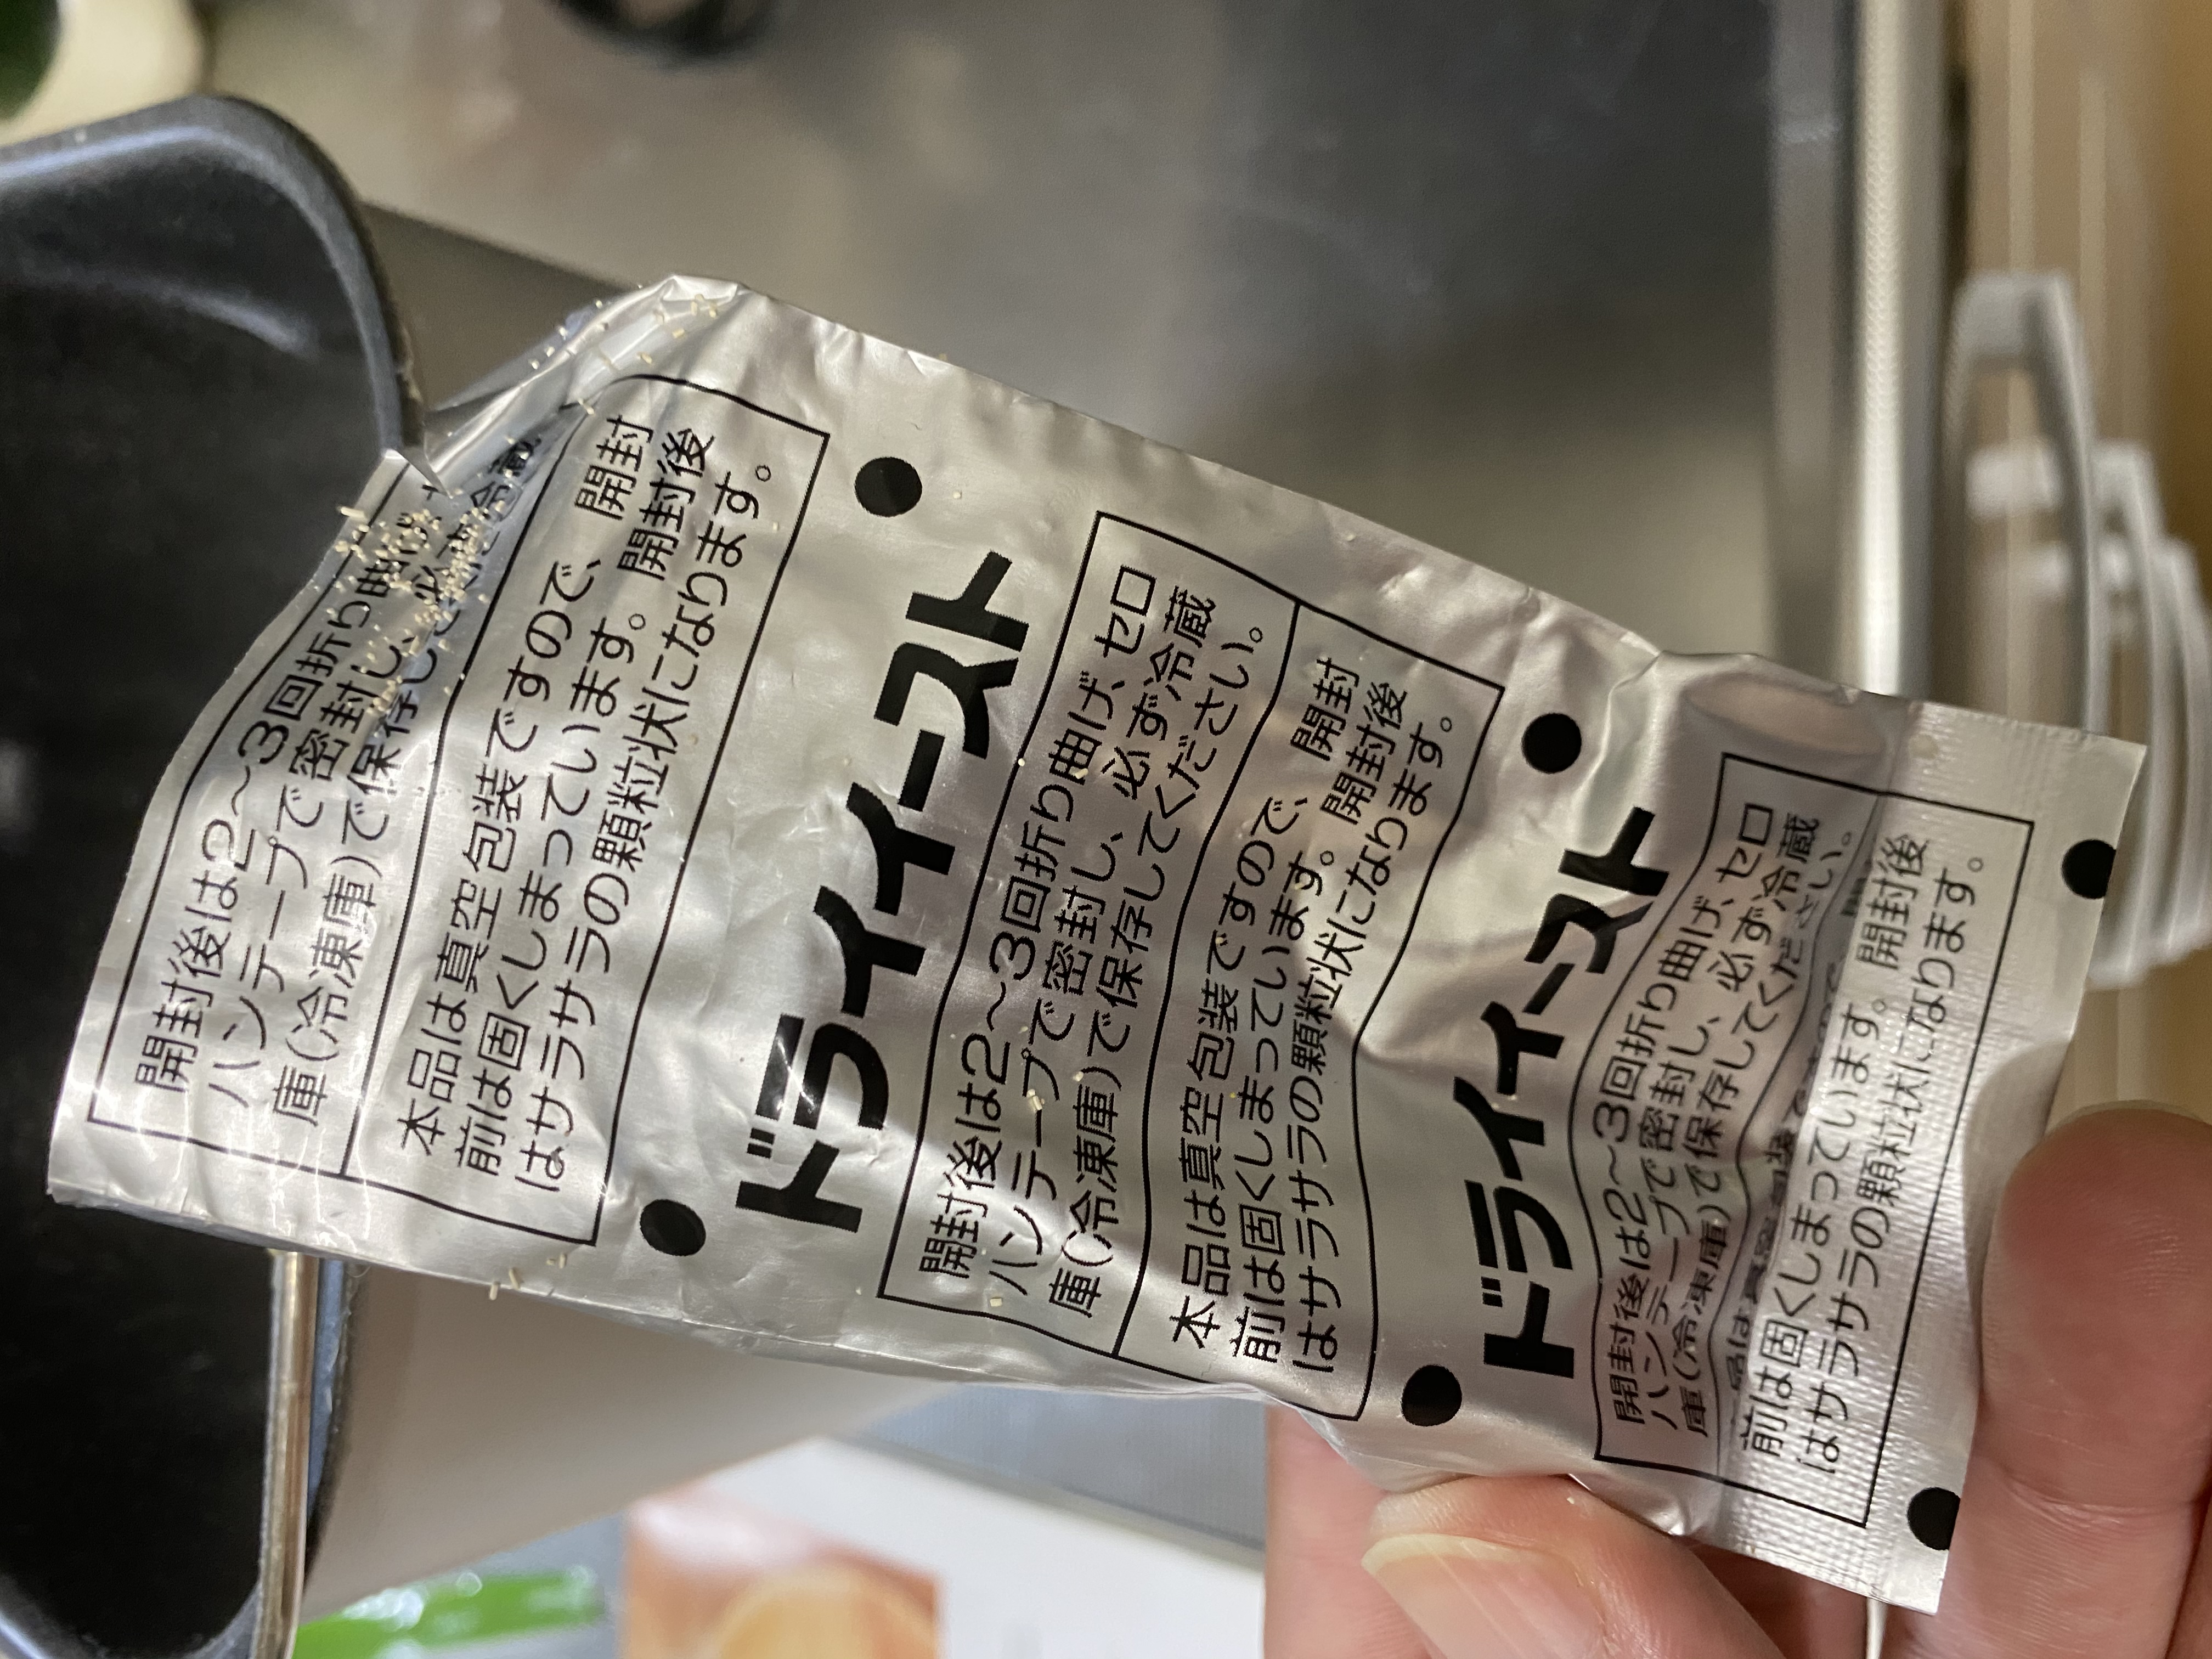 開封後は2〜3回折り曲げ
ハンテープで密封し、必ず冷蔵
庫(冷凍庫)で保存し
本品は真空包装ですので、開封
前は固くしまっています。開封後
はサラサラの顆粒状になります。
ドライイースト
開封後は2〜3回折り曲げ、セロ
ハンテープで密封し、必ず冷蔵
庫(冷凍庫)で保存してください。
本品は真空包装ですので、開封
前は固くしまっています。開封後
はサラサラの顆粒状になります。
ドライイースト
開封後は2〜3回折り曲げ、セロ
ハンテープで密封し、必ず冷蔵
庫(冷凍庫)で保存してください。
前は固くしまっています。開封後
はサラサラの顆粒状になります。